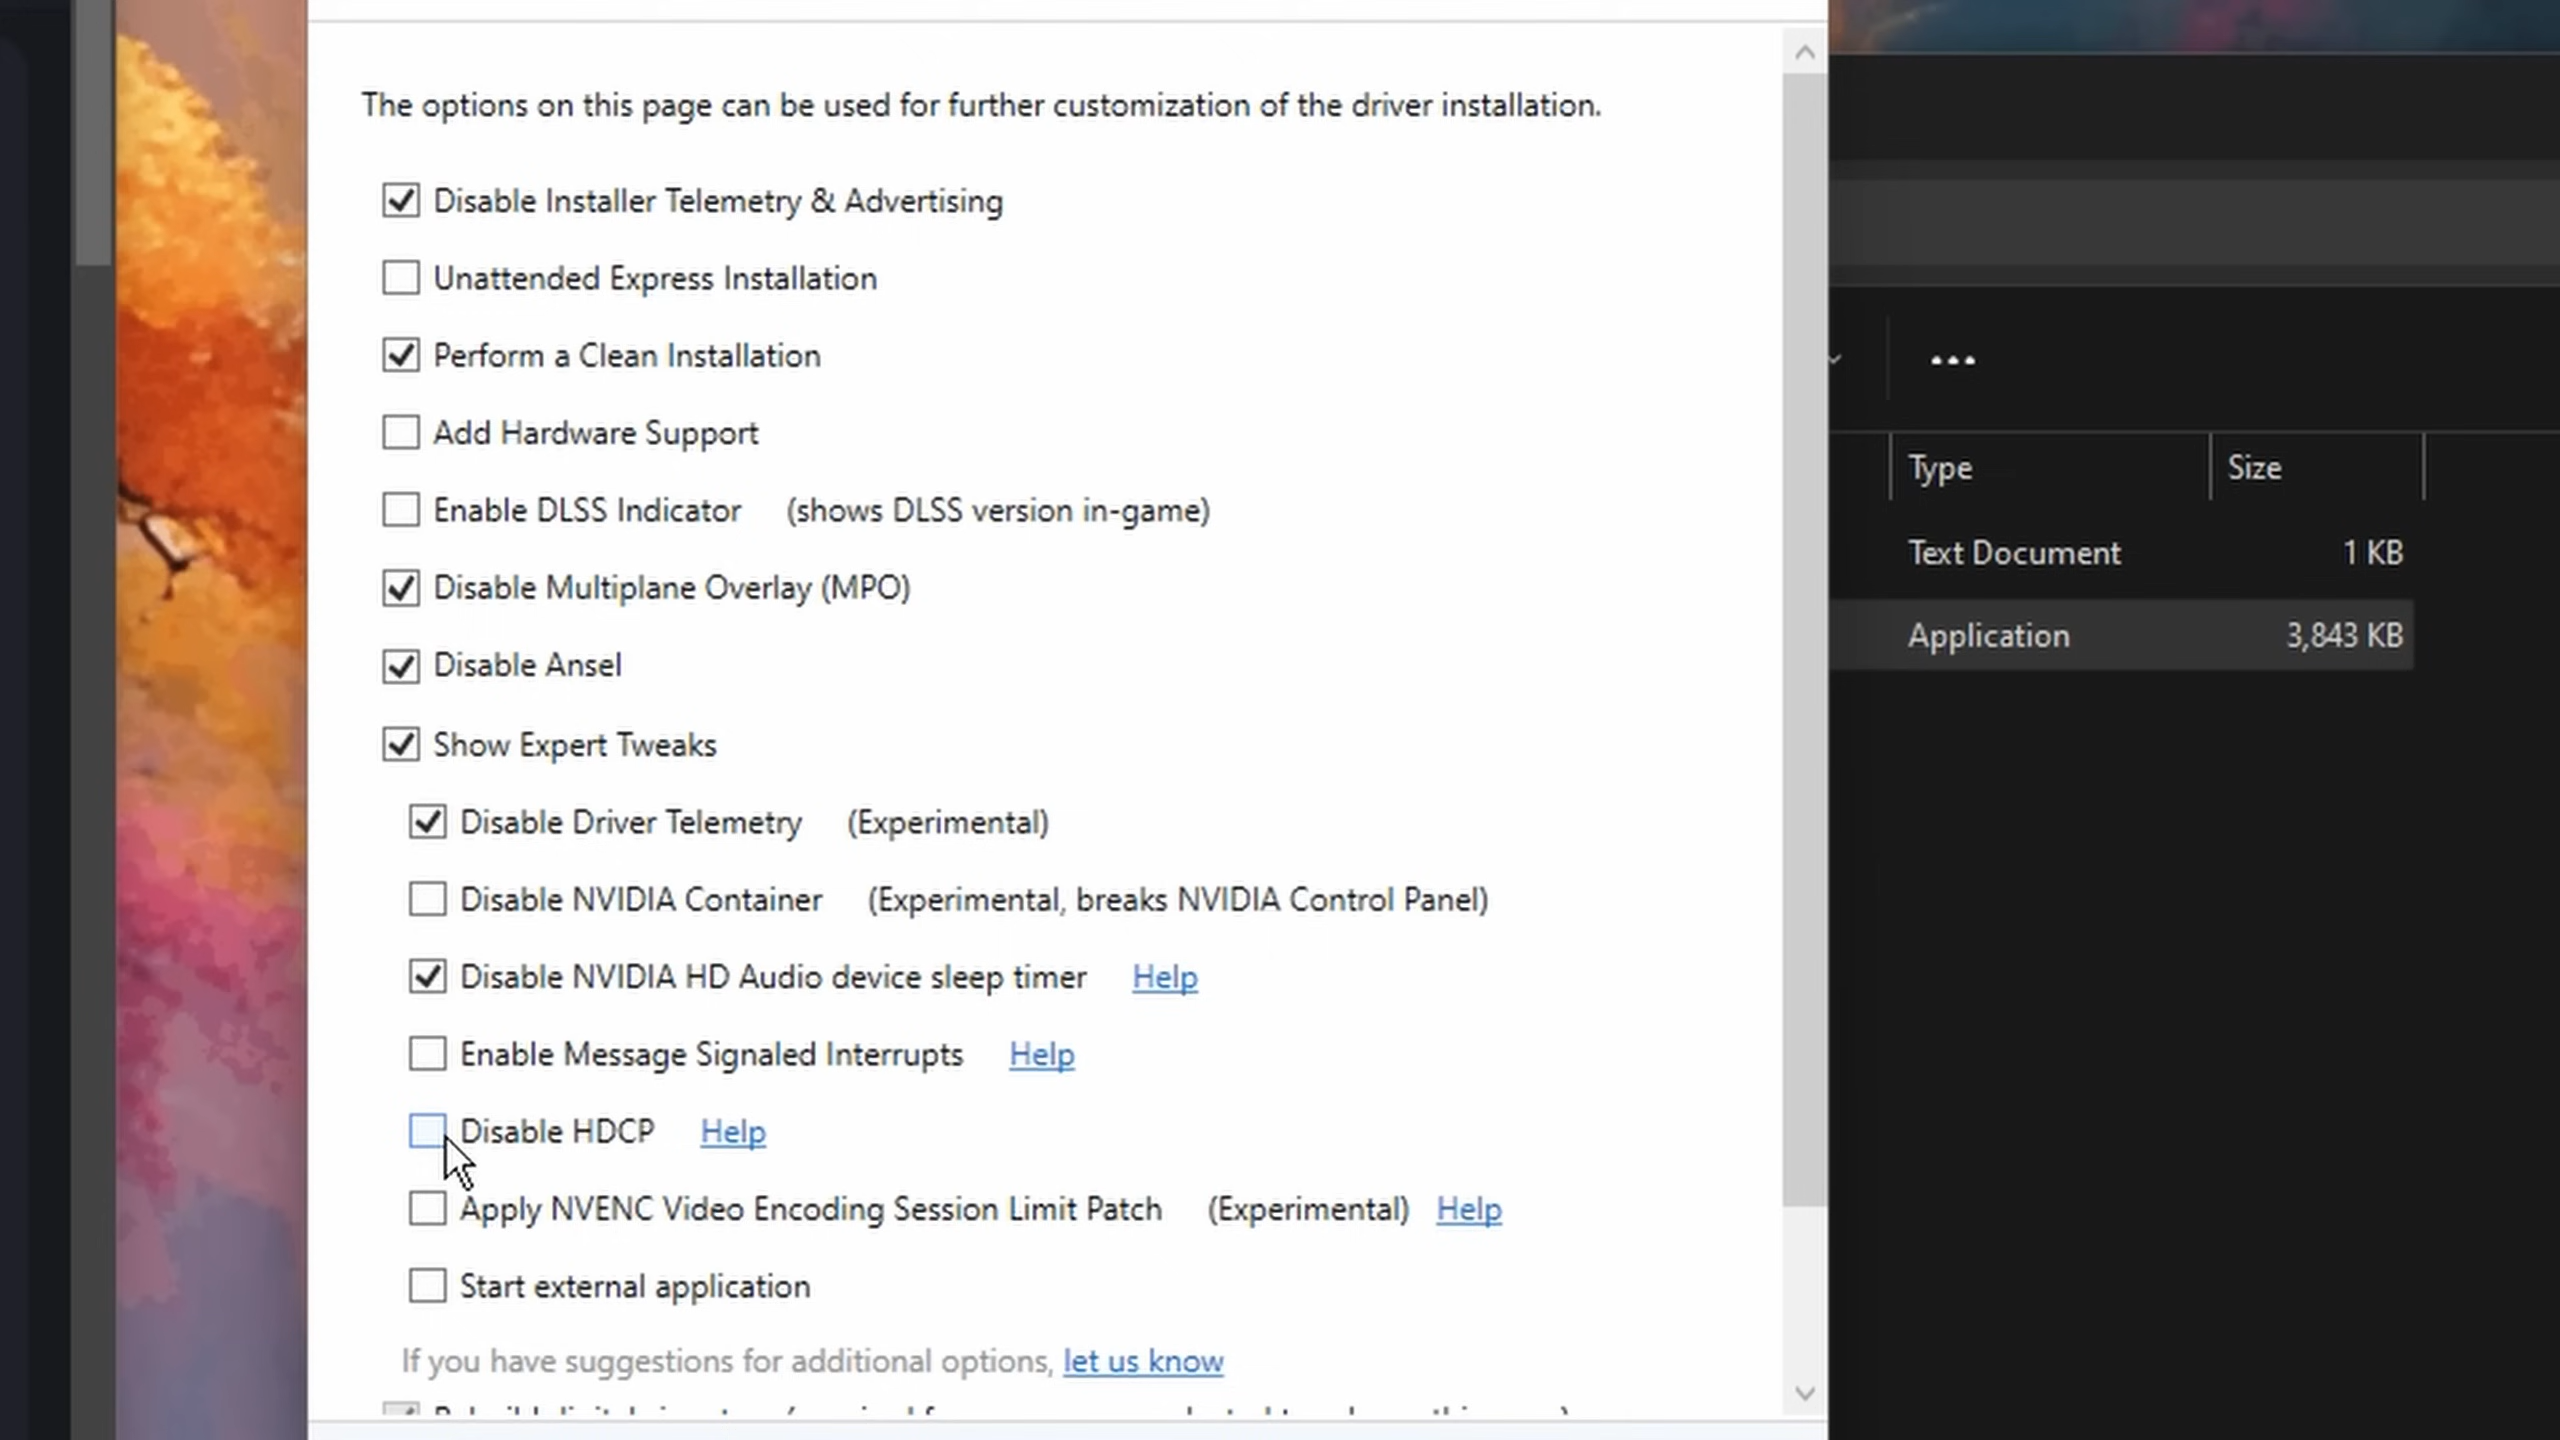 The options on this page can be used for further customization of the driver installation.
Disable Installer Telemetry & Advertising
Unattended Express Installation
Perform a Clean Installation
Add Hardware Support
Enable DLSS Indicator (shows DLSS version in-game)
Disable Multiplane Overlay (MPO)
Disable Ansel
Show Expert Tweaks
Disable Driver Telemetry (Experimental)
Disable NVIDIA Container (Experimental, breaks NVIDIA Control Panel)
Disable NVIDIA HD Audio device sleep timer Help
Enable Message Signaled Interrupts Help
Disable HDCP Help
Apply NVENC Video Encoding Session Limit Patch (Experimental) Help
Start external application
If you have suggestions for additional options, let us know
Type Size
Text Document 1 KB
Application 3,843 KB